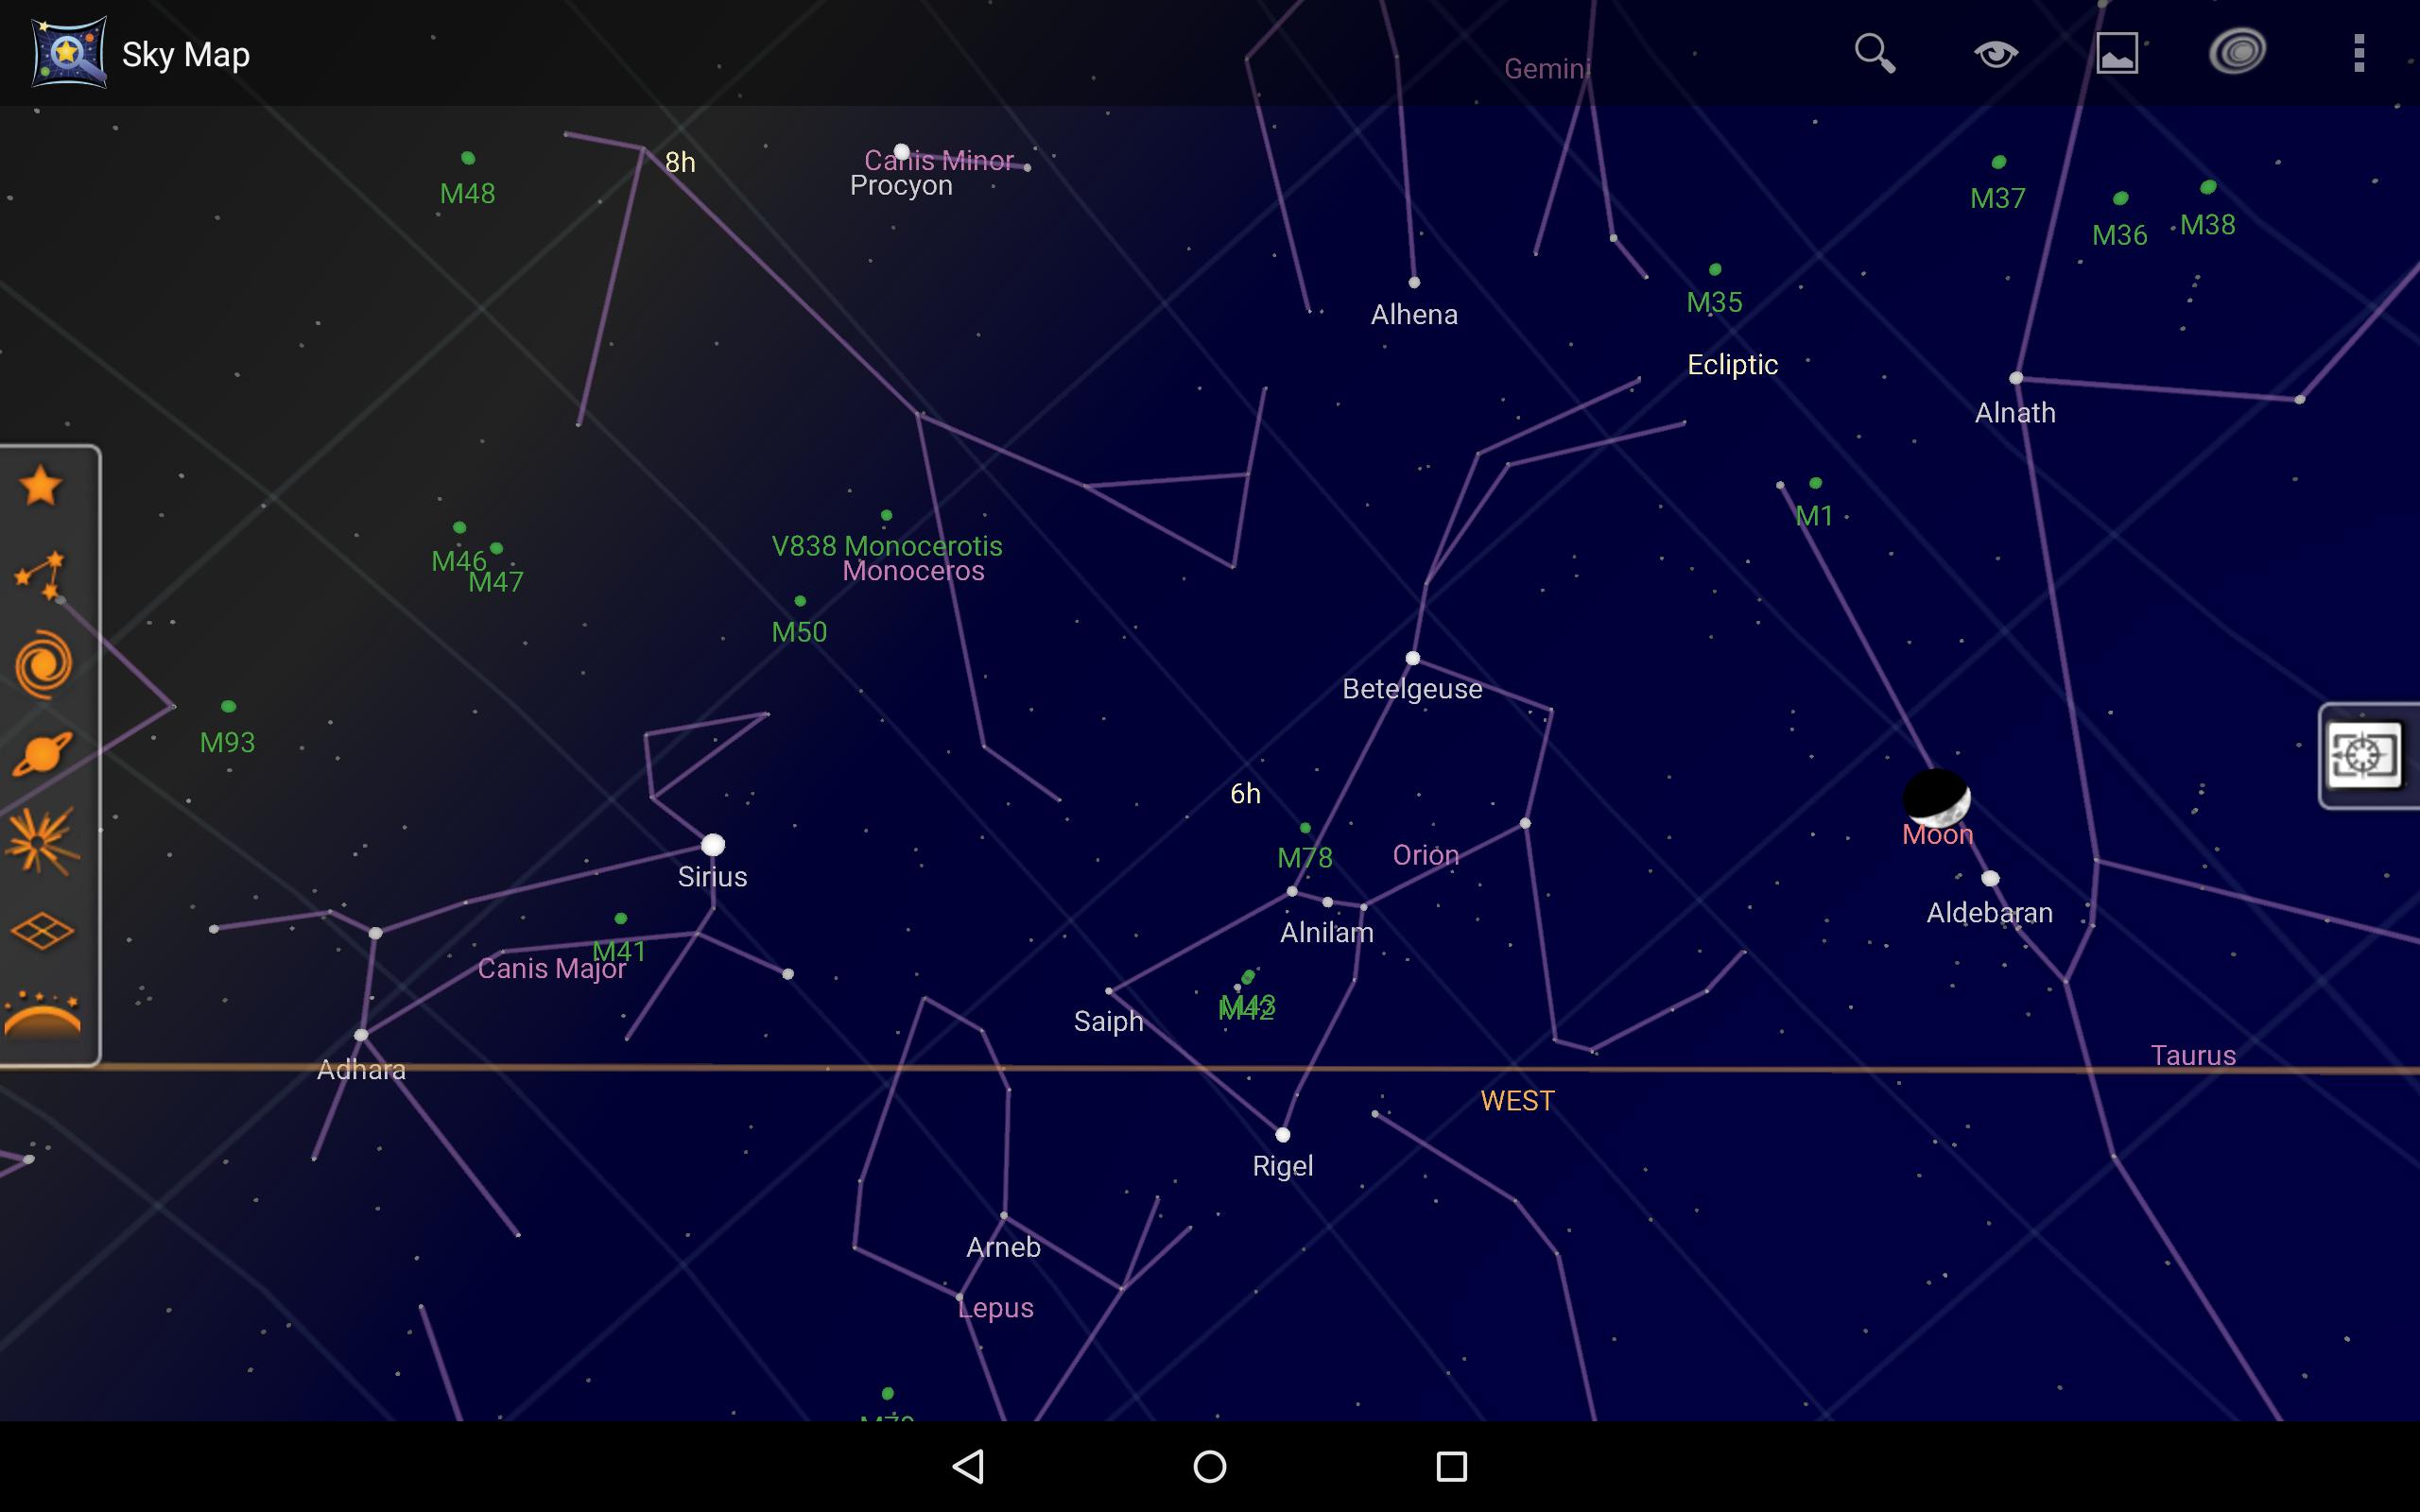 Sky Map
Gemini
8h
Canis Minor
Procyon
M48
M37
M36
M38
M35
Alhena
Ecliptic
Alnath
M1
V838 Monocerotis
Monoceros
M46
M47
M50
Betelgeuse
M93
6h
M78
Orion
Moon
Sirius
Aldebaran
Alnilam
M41
Canis Major
M43
M42
Saiph
Taurus
Adhara
WEST
Rigel
Arneb
Lepus